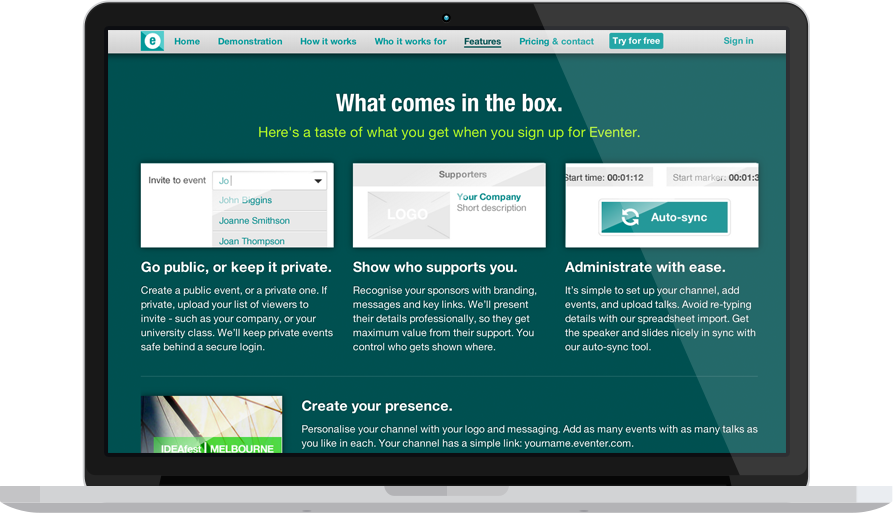 e Home Demonstration How it works Who it works for Features Pricing & contact Try for free Sign in
What comes in the box.
Here's a taste of what you get when you sign up for Eventer.
Invite to event Jo
John Biggins
Joanne Smithson
Joan Thompson
Supporters
LOGO
Your Company
Short description
Start time: 00:01:12 Start marker: 00:01:3
Auto-sync
Go public, or keep it private.
Create a public event, or a private one. If
private, upload your list of viewers to
invite - such as your company, or your
university class. We'll keep private events
safe behind a secure login.
Show who supports you.
Recognise your sponsors with branding,
messages and key links. We'll present
their details professionally, so they get
maximum value from their support. You
control who gets shown where.
Administrate with ease.
It's simple to set up your channel, add
events, and upload talks. Avoid re-typing
details with our spreadsheet import. Get
the speaker and slides nicely in sync with
our auto-sync tool.
IDEAfest MELBOURNE
Create your presence.
Personalise your channel with your logo and messaging. Add as many events with as many talks as
you like in each. Your channel has a simple link: yourname.eventer.com.